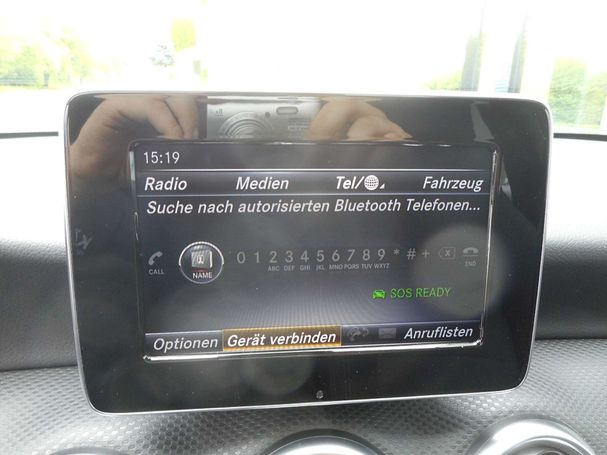 15:19
Radio Medien Tel/ Fahrzeug
Suche nach autorisierten Bluetooth Telefonen...
0 1 2 3 4 5 6 7 8 9 * # +
ABC DEF GHI JKL MNO PQRS TUV WXYZ
CALL NAME END
SOS READY
Optionen Gerät verbinden Anruflisten